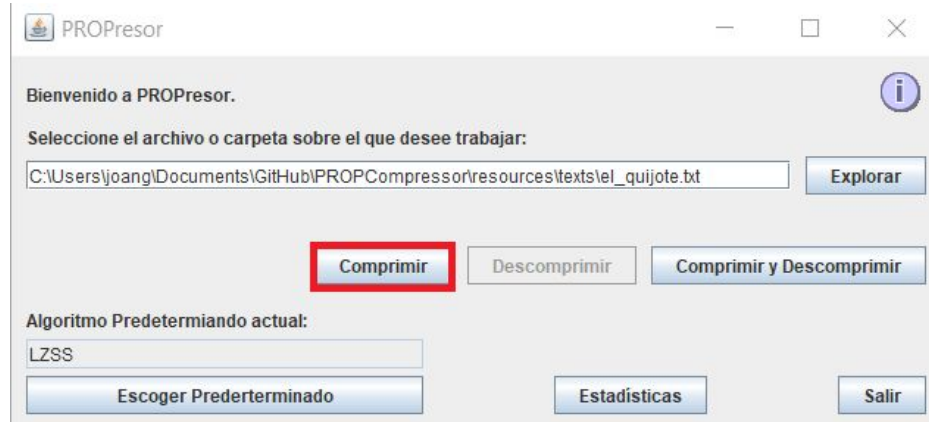 PROPresor
Bienvenido a PROPresor.
Seleccione el archivo o carpeta sobre el que desee trabajar:
C:\Users\joang\Documents\GitHub\PROPCompressor\resources\texts\el_quijote.txt Explorar
Comprimir Descomprimir Comprimir y Descomprimir
Algoritmo Predetermiando actual:
LZSS
Escoger Prederterminado Estadísticas Salir